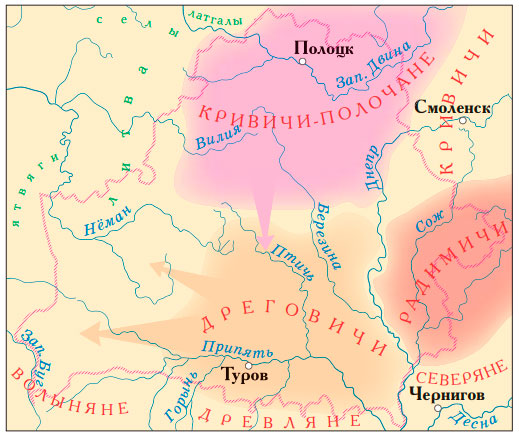 селы
латгалы
Полоцк
Зап. Двина
КРИВИЧИ-ПОЛОЧАНЕ
КРИВИЧИ
Смоленск
литва
Вилия
Днепр
ятвяги
Нёман
Березина
Сож
Птичь
РАДИМИЧИ
ДРЕГОВИЧИ
Припять
Зап. Буг
Туров
ВОЛЫНЯНЕ
Горынь
ДРЕВЛЯНЕ
СЕВЕРЯНЕ
Чернигов
Десна